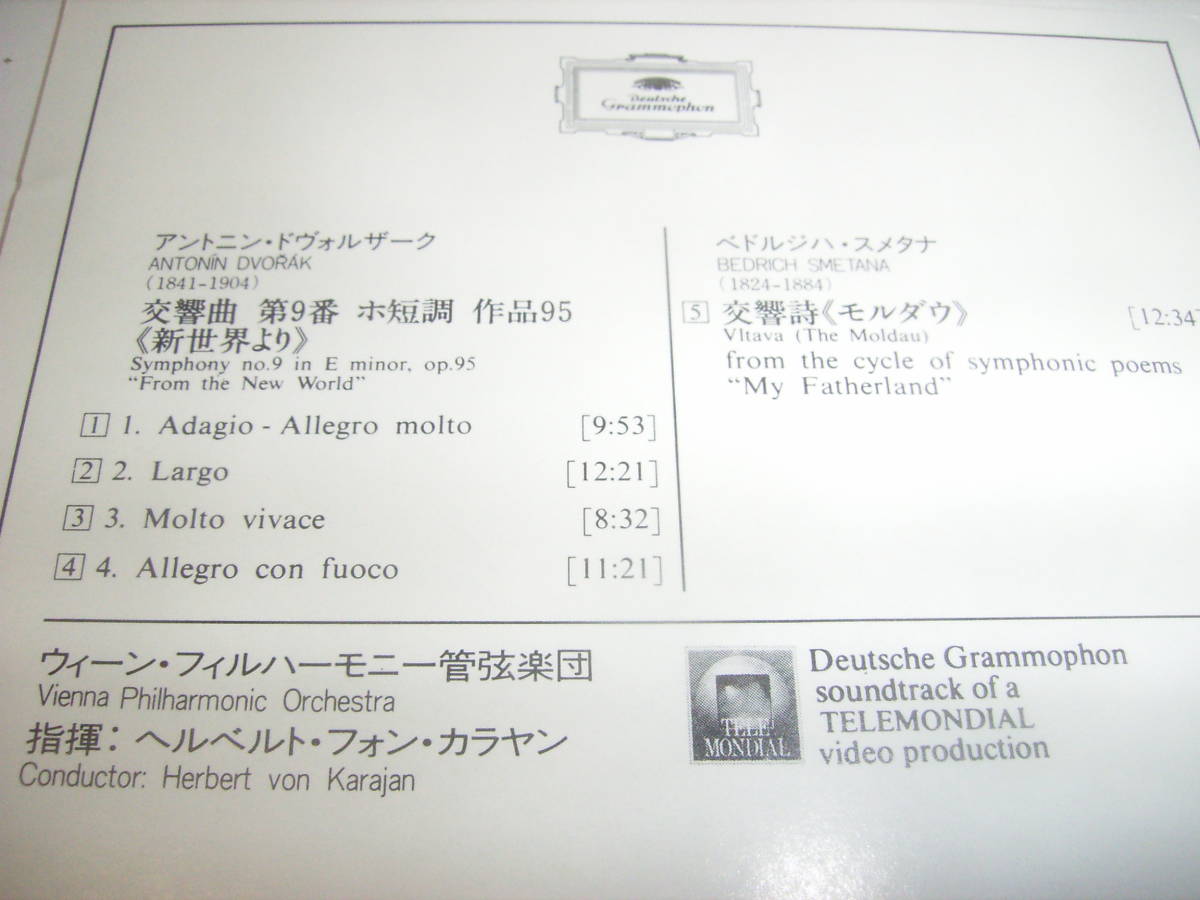 Deutsche
Grammophon
アントニン・ドヴォルザーク
ANTONÍN DVOŘÁK
(1841-1904)
交響曲 第9番 ホ短調 作品95
《新世界より》
Symphony no.9 in E minor, op.95
“From the New World”
1 1. Adagio - Allegro molto [9:53]
2 2. Largo [12:21]
3 3. Molto vivace [8:32]
4 4. Allegro con fuoco [11:21]
ベドルジハ・スメタナ
BEDRICH SMETANA
(1824-1884)
5 交響詩《モルダウ》 [12:34]
Vltava (The Moldau)
from the cycle of symphonic poems
“My Fatherland”
ウィーン・フィルハーモニー管弦楽団
Vienna Philharmonic Orchestra
指揮：ヘルベルト・フォン・カラヤン
Conductor: Herbert von Karajan
TELE
MONDIAL
Deutsche Grammophon
soundtrack of a
TELEMONDIAL
video production